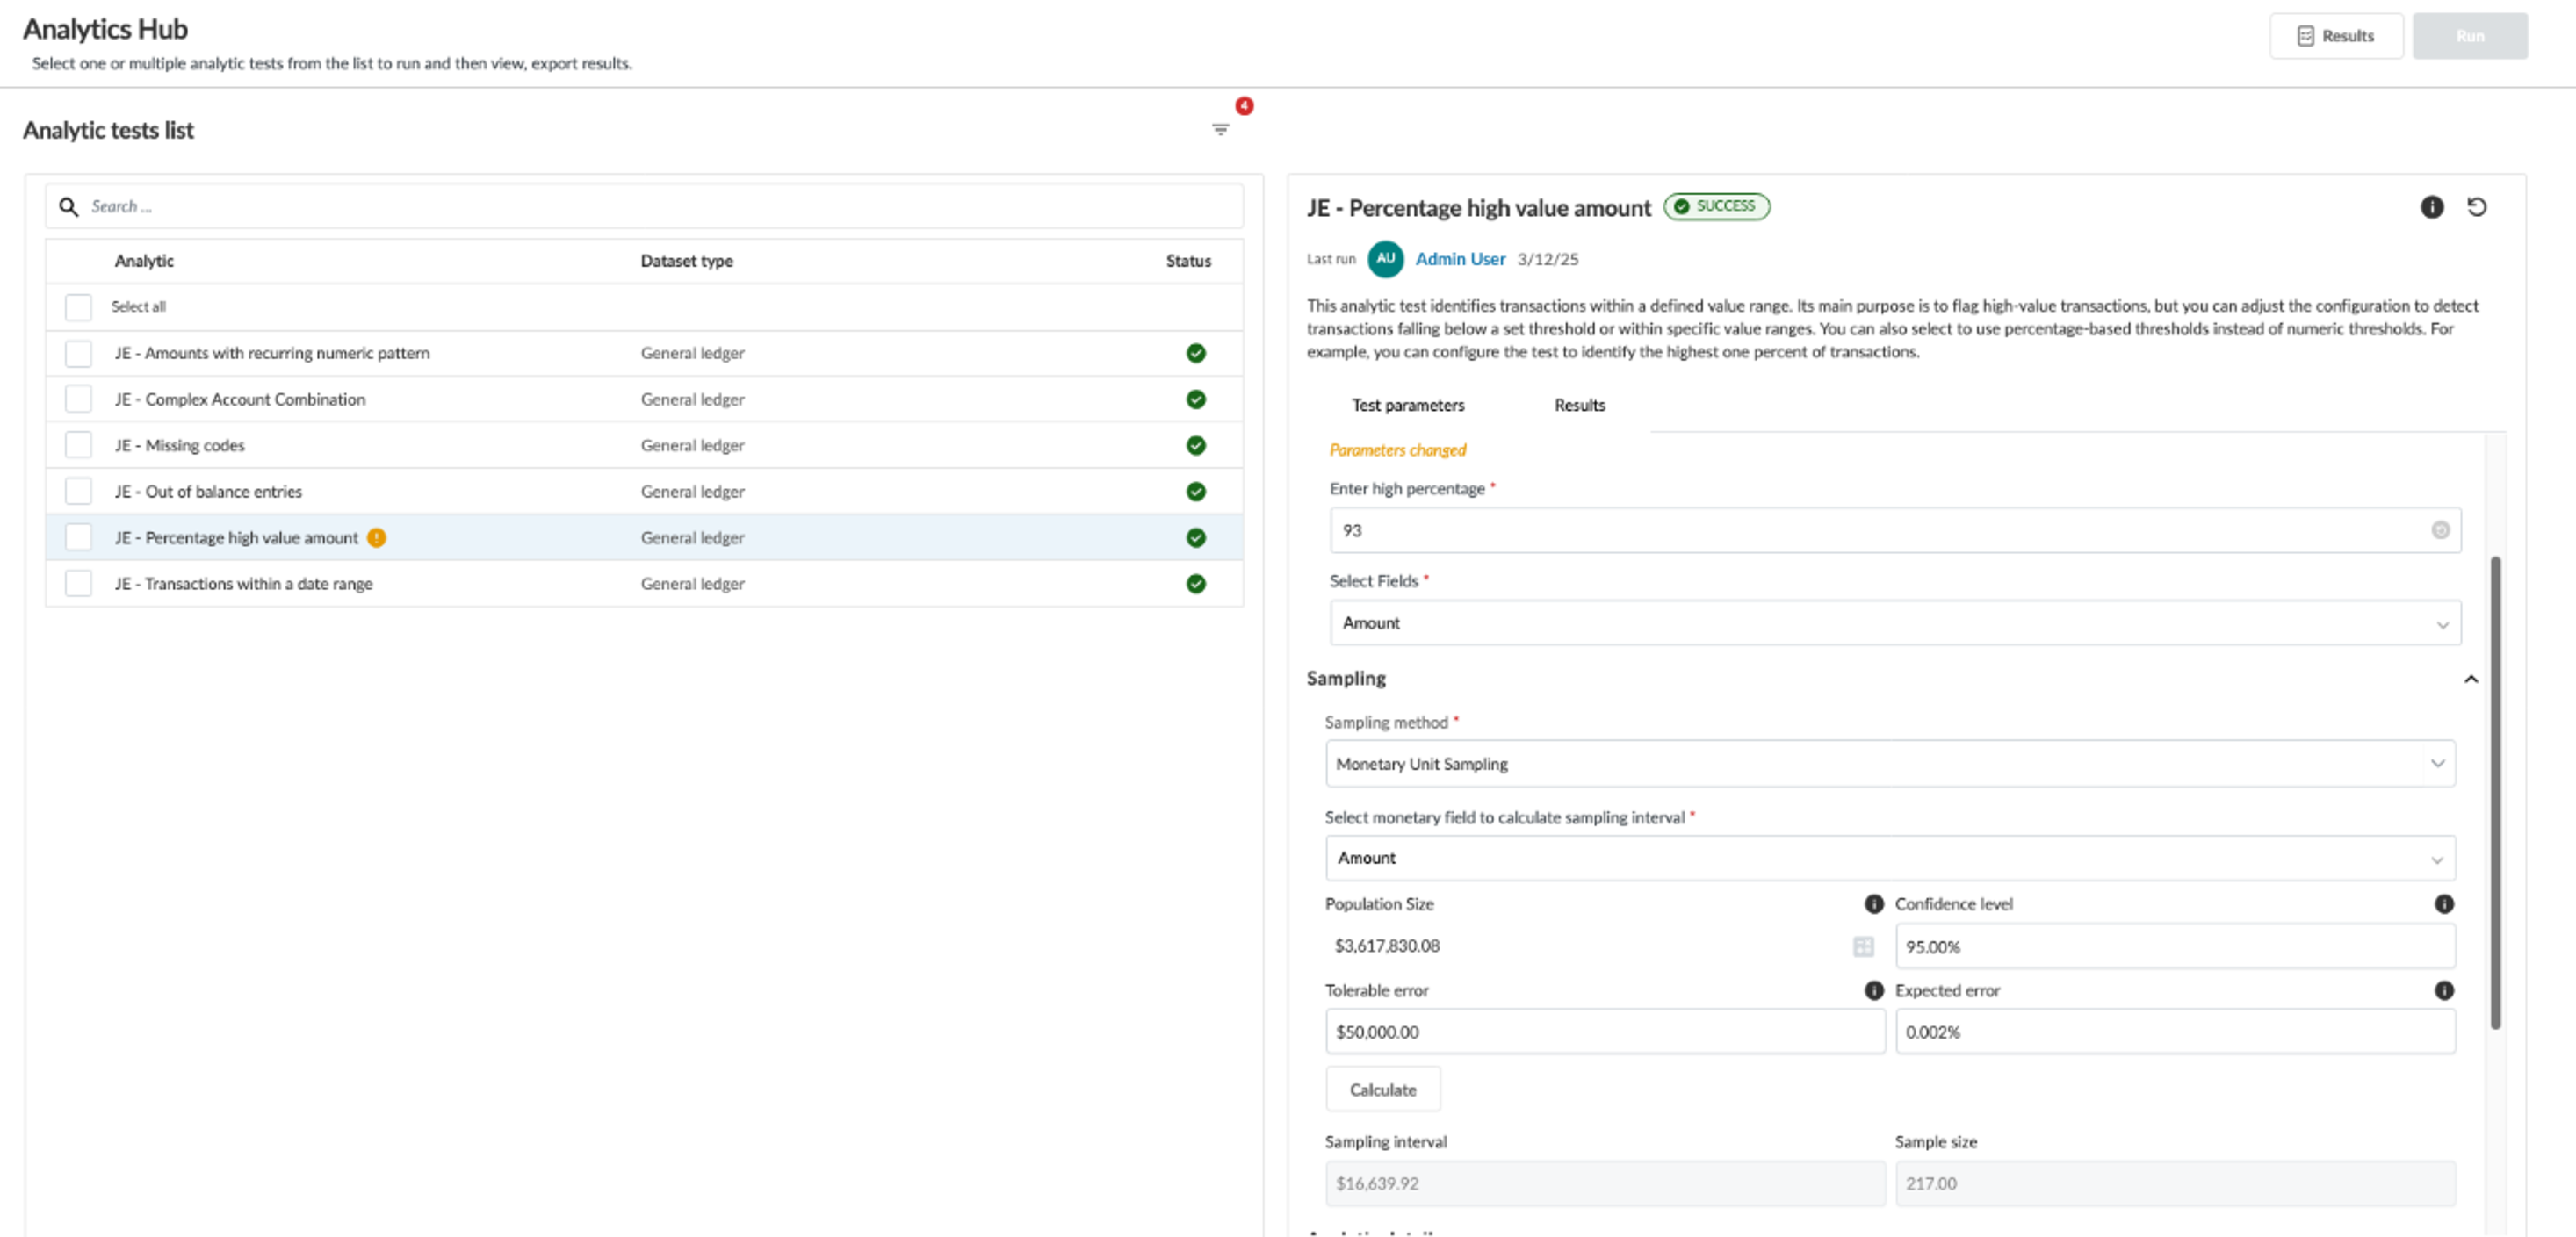 Analytics Hub
Select one or multiple analytic tests from the list to run and then view, export results.
Results
Run
Analytic tests list
4
Search ...
Analytic Dataset type Status
Select all
JE - Amounts with recurring numeric pattern General ledger
JE - Complex Account Combination General ledger
JE - Missing codes General ledger
JE - Out of balance entries General ledger
JE - Percentage high value amount General ledger
JE - Transactions within a date range General ledger
JE - Percentage high value amount SUCCESS
Last run AU Admin User 3/12/25
This analytic test identifies transactions within a defined value range. Its main purpose is to flag high-value transactions, but you can adjust the configuration to detect
transactions falling below a set threshold or within specific value ranges. You can also select to use percentage-based thresholds instead of numeric thresholds. For
example, you can configure the test to identify the highest one percent of transactions.
Test parameters Results
Parameters changed
Enter high percentage *
93
Select Fields *
Amount
Sampling
Sampling method *
Monetary Unit Sampling
Select monetary field to calculate sampling interval *
Amount
Population Size Confidence level
$3,617,830.08 95.00%
Tolerable error Expected error
$50,000.00 0.002%
Calculate
Sampling interval Sample size
$16,639.92 217.00